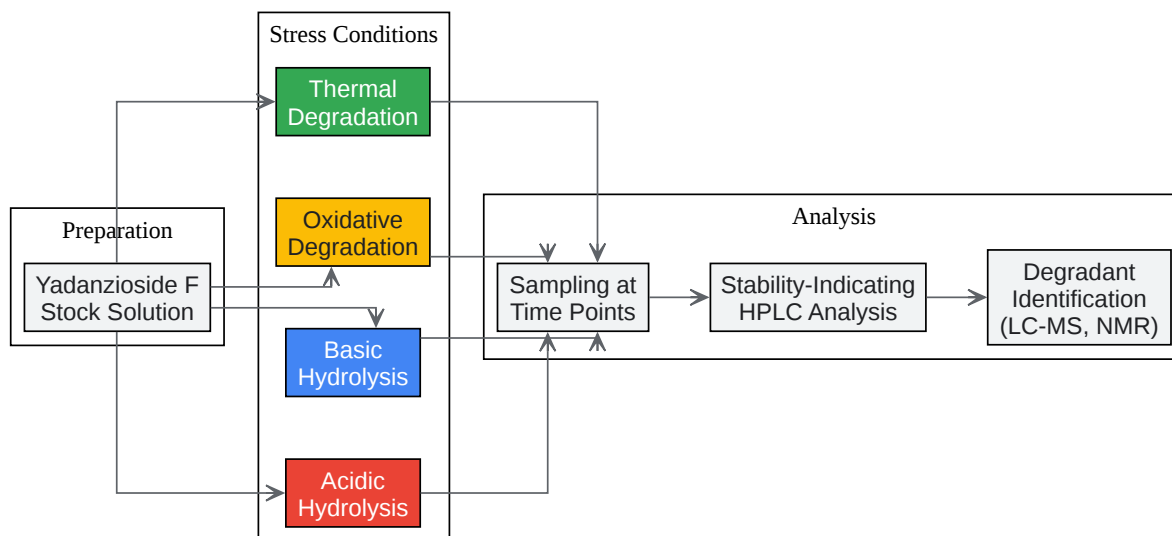 Stress Conditions
Thermal
Degradation
Oxidative
Degradation
Preparation
Yadanzioside F
Stock Solution
Basic
Hydrolysis
Acidic
Hydrolysis
Analysis
Sampling at
Time Points
Stability-Indicating
HPLC Analysis
Degradant
Identification
(LC-MS, NMR)